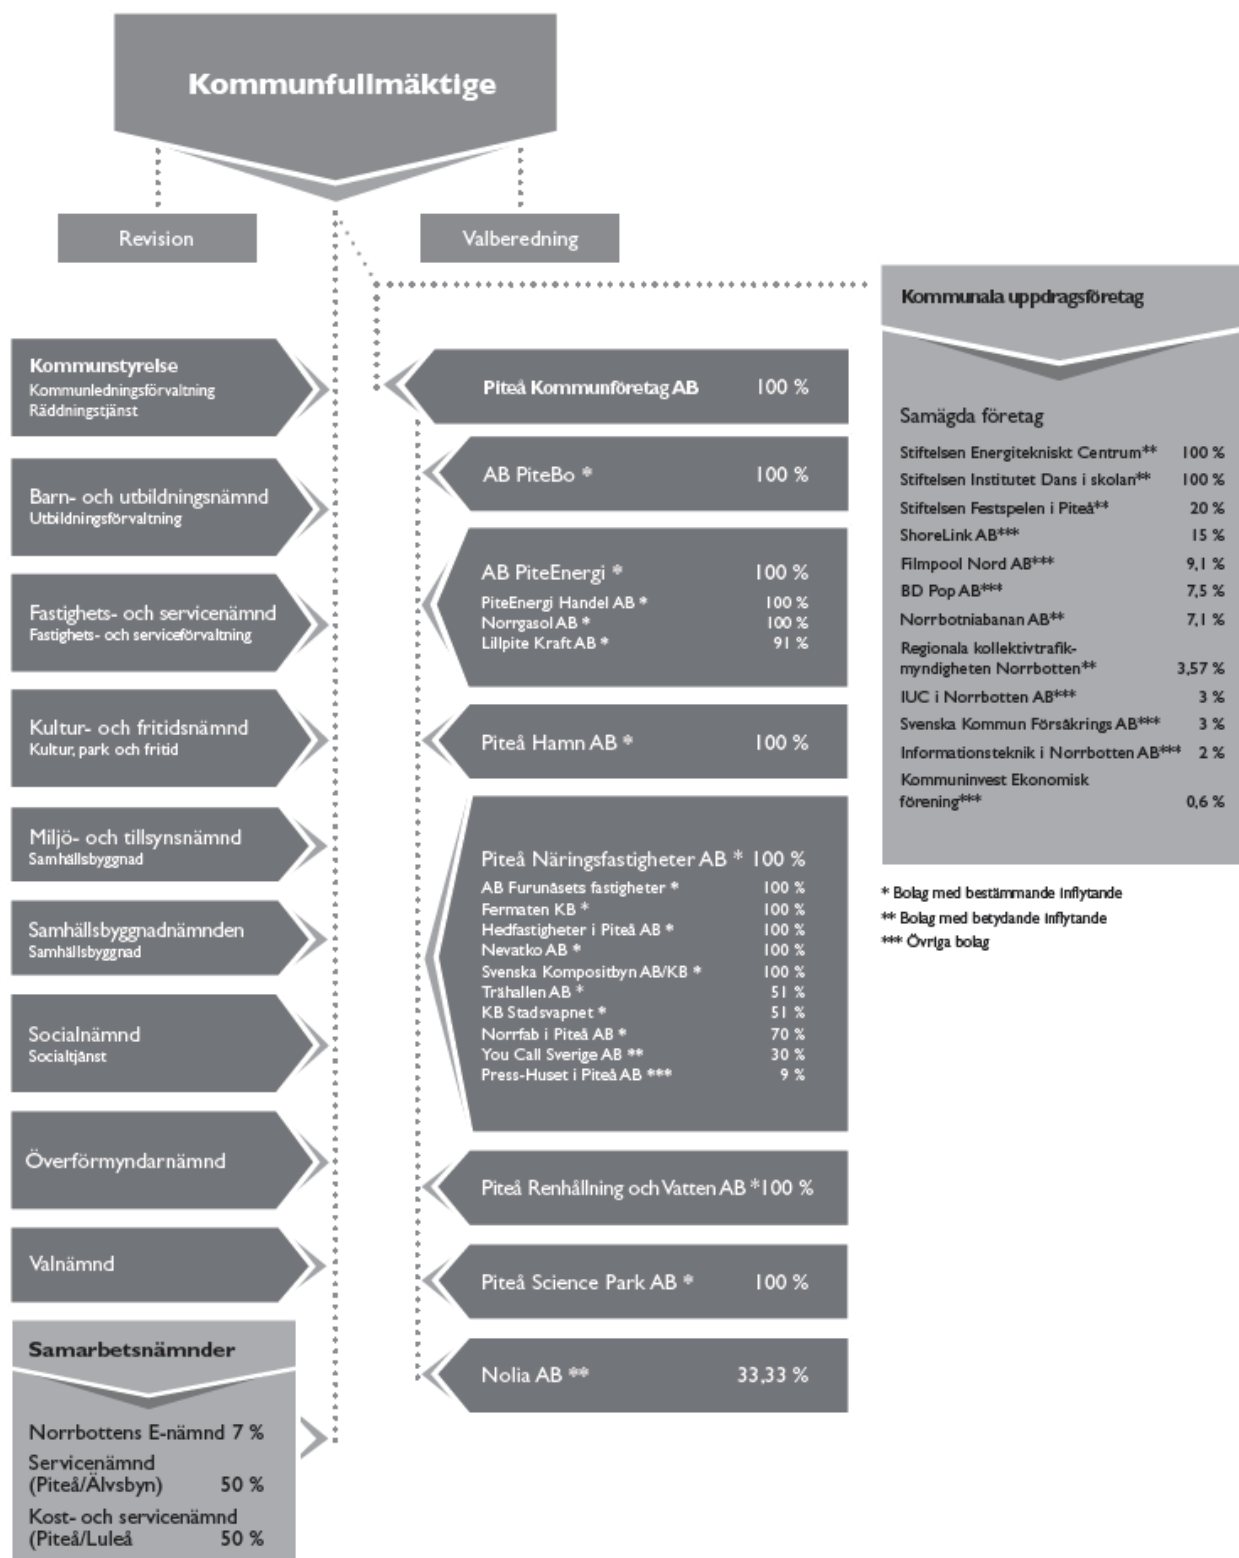 Kommunfullmäktige
Revision
Valberedning
Kommunstyrelse
Kommunledningsförvaltning
Räddningstjänst
Barn- och utbildningsnämnd
Utbildningsförvaltning
Fastighets- och servicenämnd
Fastighets- och serviceförvaltning
Kultur- och fritidsnämnd
Kultur, park och fritid
Miljö- och tillsynsnämnd
Samhällsbyggnad
Samhällsbyggnadnämnden
Samhällsbyggnad
Socialnämnd
Socialtjänst
Överförmyndarnämnd
Valnämnd
Samarbetsnämnder
Norrbottens E-nämnd 7 %
Servicenämnd
(Piteå/Älvsbyn) 50 %
Kost- och servicenämnd
(Piteå/Luleå 50 %
Piteå Kommunföretag AB 100 %
AB PiteBo * 100 %
AB PiteEnergi * 100 %
PiteEnergi Handel AB * 100 %
Norrgasol AB * 100 %
Lillpite Kraft AB * 91 %
Piteå Hamn AB * 100 %
Piteå Näringsfastigheter AB * 100 %
AB Furunåsets fastigheter * 100 %
Fermaten KB * 100 %
Hedfastigheter i Piteå AB * 100 %
Nevatko AB * 100 %
Svenska Kompositbyn AB/KB * 100 %
Trähallen AB * 51 %
KB Stadsvapnet * 51 %
Norrfab i Piteå AB * 70 %
You Call Sverige AB ** 30 %
Press-Huset i Piteå AB *** 9 %
Piteå Renhållning och Vatten AB *100 %
Piteå Science Park AB * 100 %
Nolia AB ** 33,33 %
Kommunala uppdragsföretag
Samägda företag
Stiftelsen Energitekniskt Centrum** 100 %
Stiftelsen Institutet Dans i skolan** 100 %
Stiftelsen Festspelen i Piteå** 20 %
ShoreLink AB*** 15 %
Filmpool Nord AB*** 9,1 %
BD Pop AB*** 7,5 %
Norrbotniabanan AB** 7,1 %
Regionala kollektivtrafik-
myndigheten Norrbotten** 3,57 %
IUC i Norrbotten AB*** 3 %
Svenska Kommun Försäkrings AB*** 3 %
Informationsteknik i Norrbotten AB*** 2 %
Kommuninvest Ekonomisk
förening*** 0,6 %
* Bolag med bestämmande inflytande
** Bolag med betydande inflytande
*** Övriga bolag